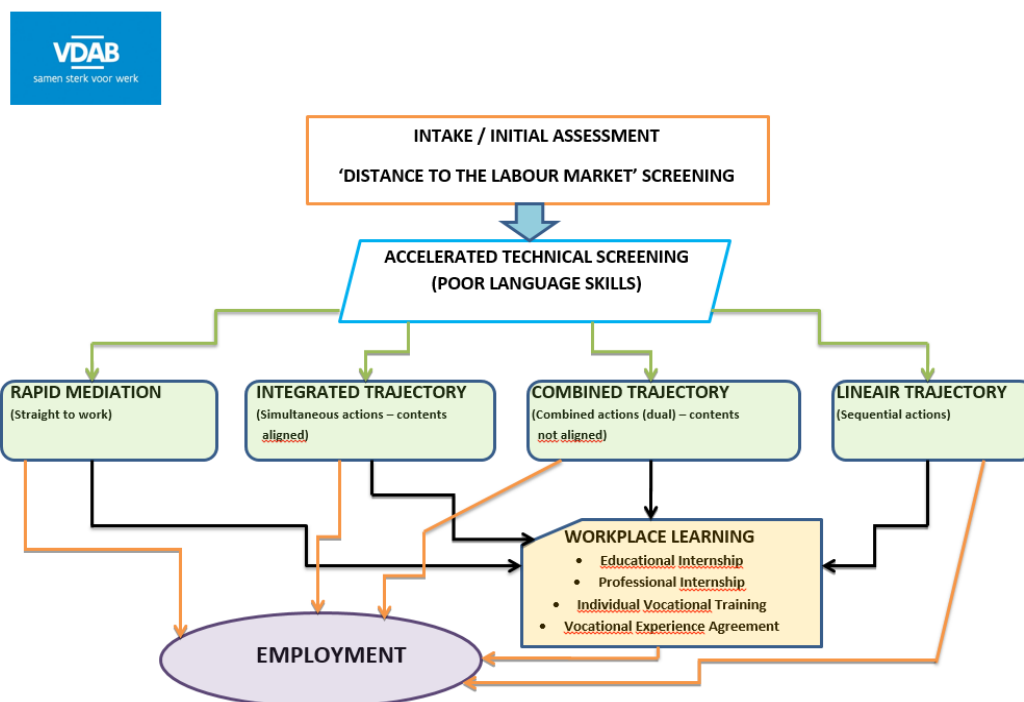 VDAB
samen sterk voor werk
INTAKE / INITIAL ASSESSMENT
‘DISTANCE TO THE LABOUR MARKET’ SCREENING
ACCELERATED TECHNICAL SCREENING
(POOR LANGUAGE SKILLS)
RAPID MEDIATION
(Straight to work)
INTEGRATED TRAJECTORY
(Simultaneous actions – contents
aligned)
COMBINED TRAJECTORY
(Combined actions (dual) – contents
not aligned)
LINEAIR TRAJECTORY
(Sequential actions)
WORKPLACE LEARNING
• Educational Internship
• Professional Internship
• Individual Vocational Training
• Vocational Experience Agreement
EMPLOYMENT